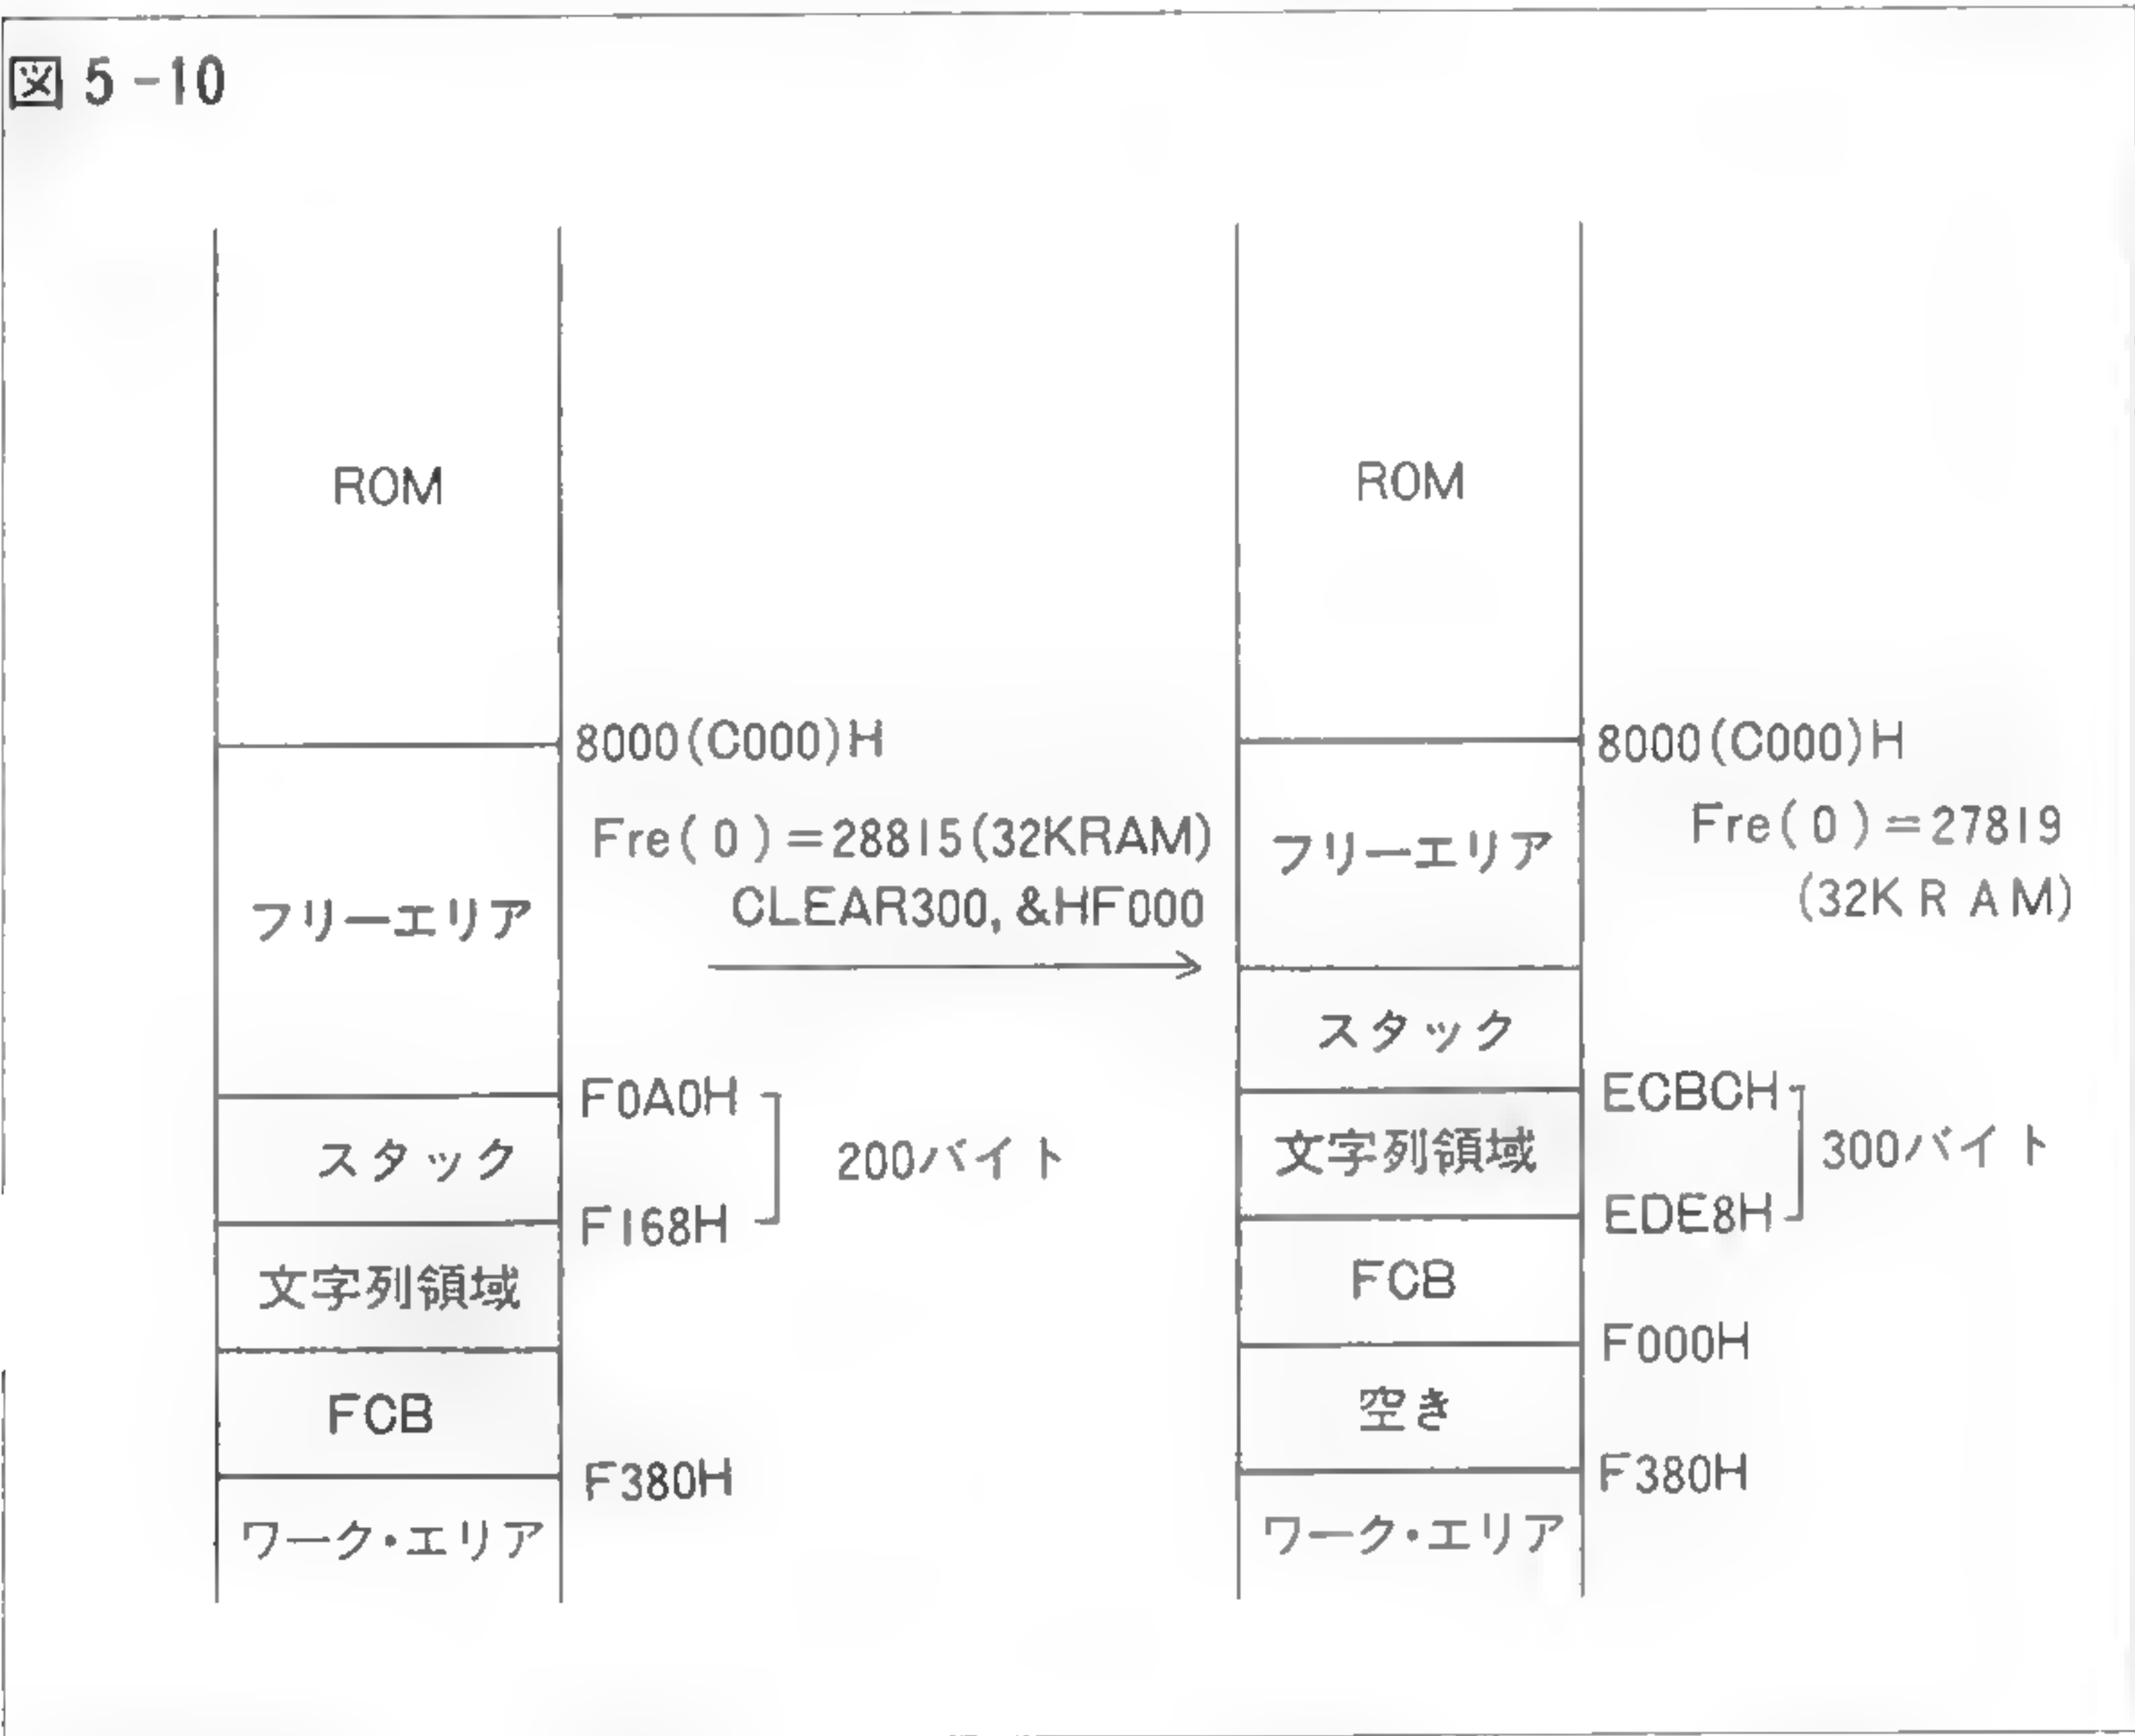 図 5-10
ROM
8000(C000)H
Fre(0)=28815(32KRAM)
CLEAR300, &HF000
フリーエリア
F0A0H
スタック
200バイト
F168H
文字列領域
FCB
F380H
ワーク・エリア
ROM
8000(C000)H
Fre(0)=27819
(32KRAM)
フリーエリア
スタック
ECBCH
文字列領域
300バイト
EDE8H
FCB
F000H
空き
F380H
ワーク・エリア